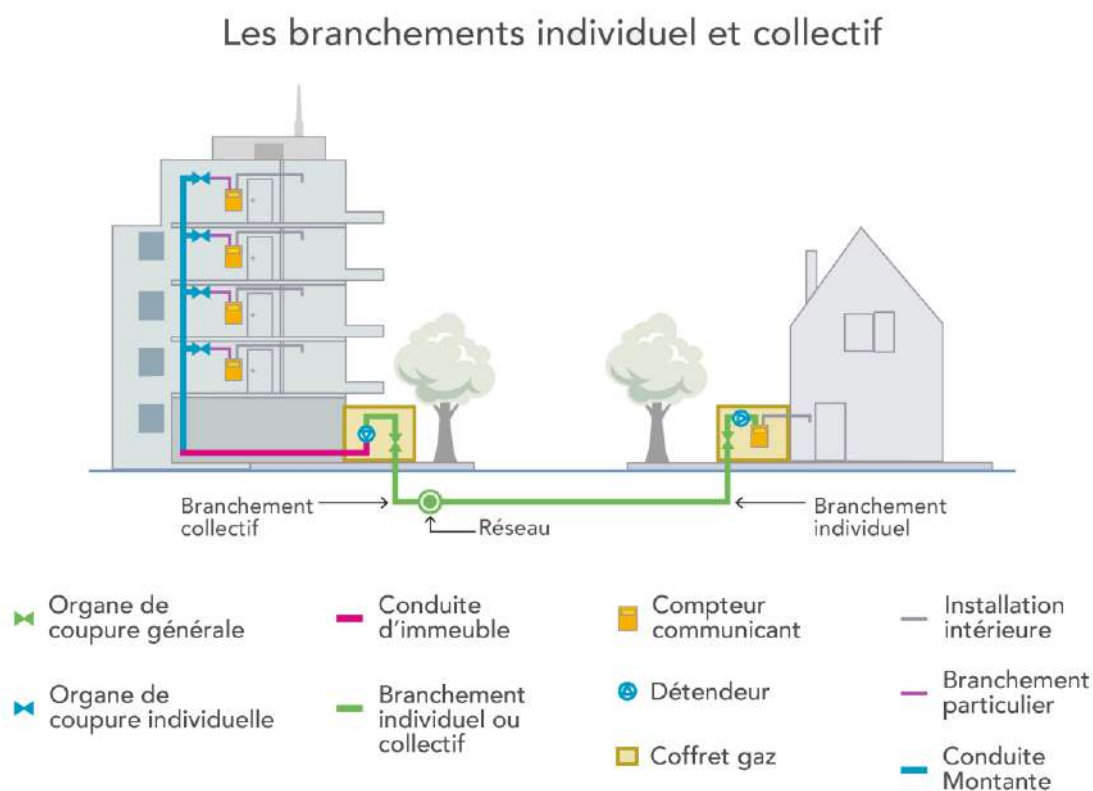 Les branchements individuel et collectif
Branchement
collectif
Réseau
Branchement
individuel
Organe de
coupure générale
Conduite
d'immeuble
Compteur
communicant
Installation
intérieure
Organe de
coupure individuelle
Branchement
individuel ou
collectif
Détendeur
Branchement
particulier
Coffret gaz
Conduite
Montante